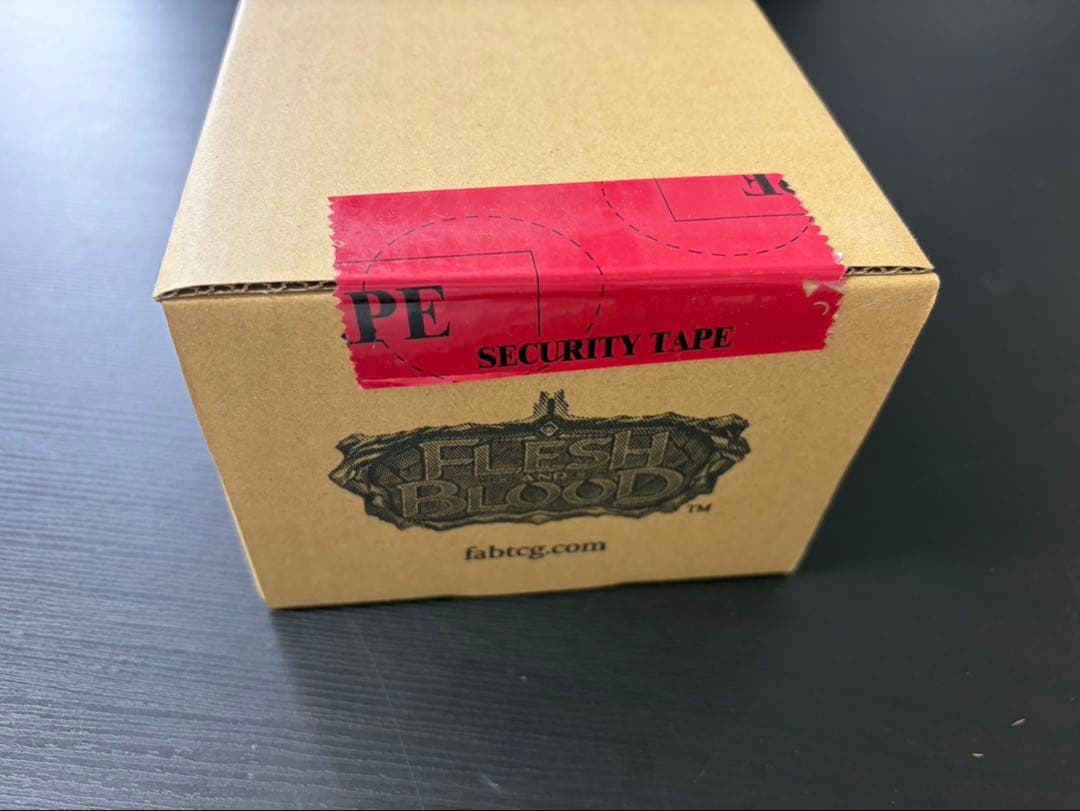 PE
SECURITY TAPE
FLESH
AND
BLOOD
TM
fabtcg.com